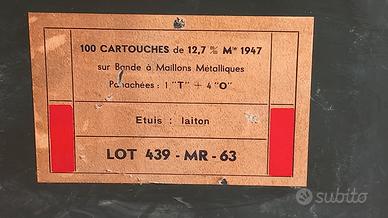 100 CARTOUCHES de 12,7 % Mle 1947
sur Bande à Maillons Métalliques
Panachées : 1 "T" + 4 "O"
Etuis : laiton
LOT 439 - MR - 63
subito